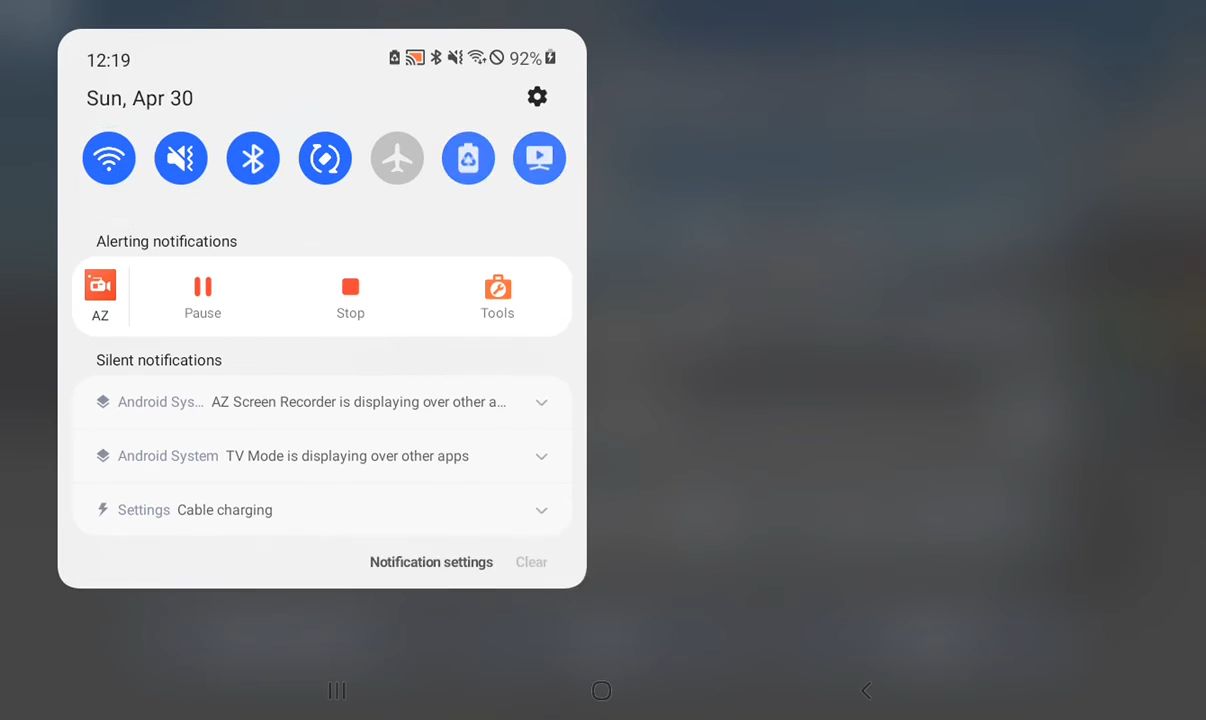 12:19
92%
Sun, Apr 30
Alerting notifications
AZ
Pause
Stop
Tools
Silent notifications
Android Sys... AZ Screen Recorder is displaying over other a...
Android System TV Mode is displaying over other apps
Settings Cable charging
Notification settings Clear